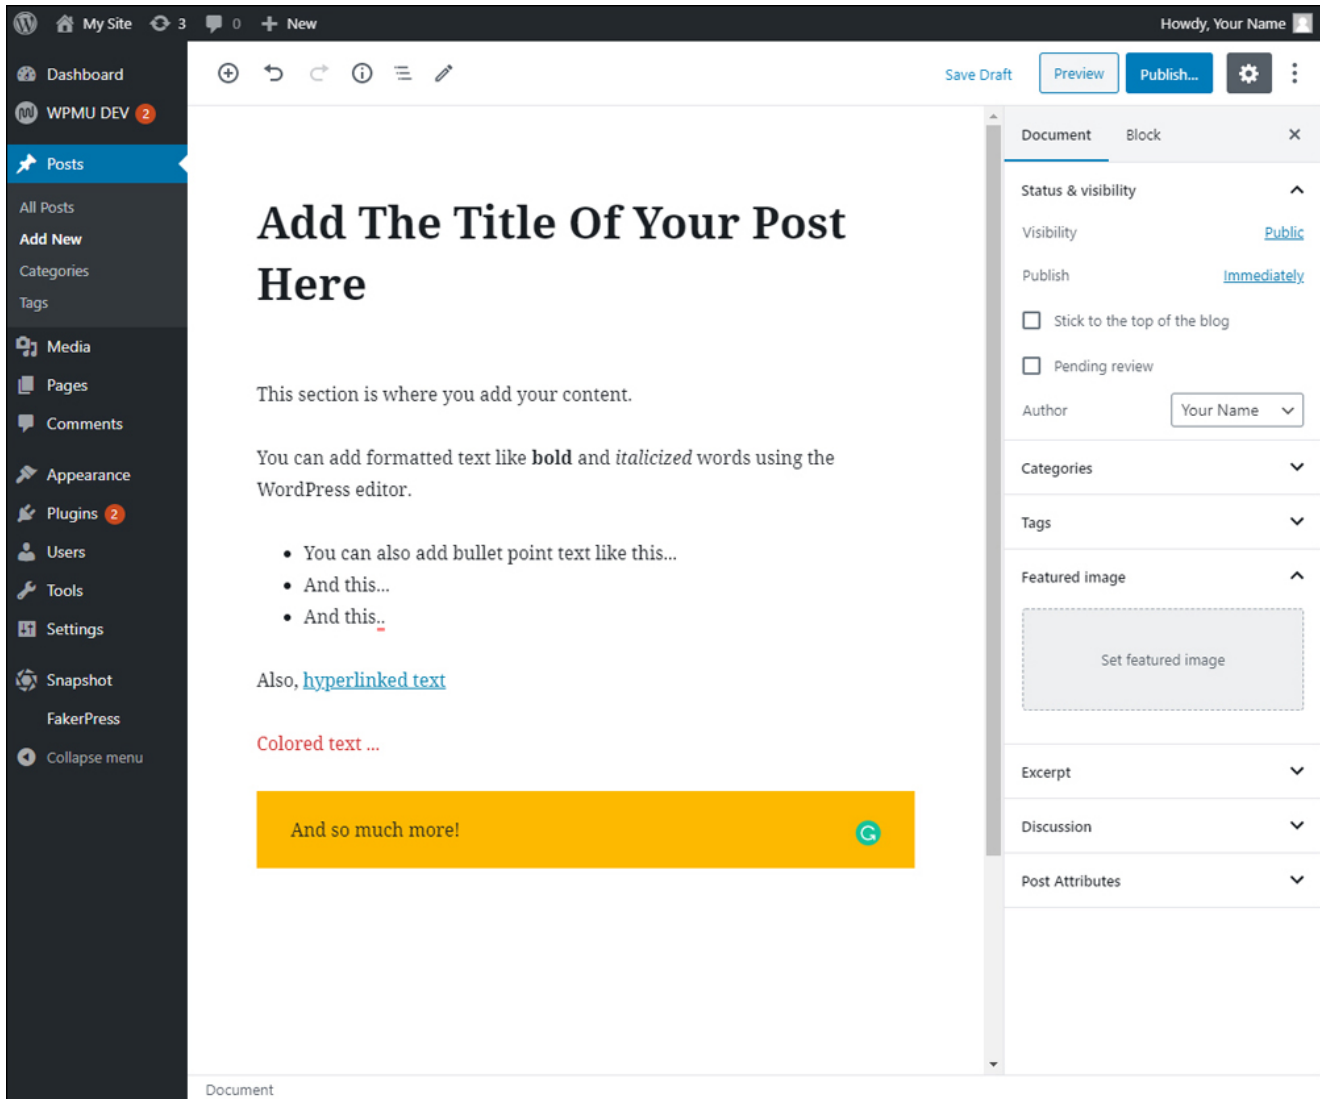 My Site 3 0 New Howdy, Your Name
Dashboard
WPMU DEV 2
Posts
All Posts
Add New
Categories
Tags
Media
Pages
Comments
Appearance
Plugins 2
Users
Tools
Settings
Snapshot
FakerPress
Collapse menu
Save Draft Preview Publish...
Add The Title Of Your Post
Here
This section is where you add your content.
You can add formatted text like bold and italicized words using the
WordPress editor.
• You can also add bullet point text like this...
• And this...
• And this..
Also, hyperlinked text
Colored text ...
And so much more!
Document Block
Status & visibility
Visibility Public
Publish Immediately
Stick to the top of the blog
Pending review
Author Your Name
Categories
Tags
Featured image
Set featured image
Excerpt
Discussion
Post Attributes
Document